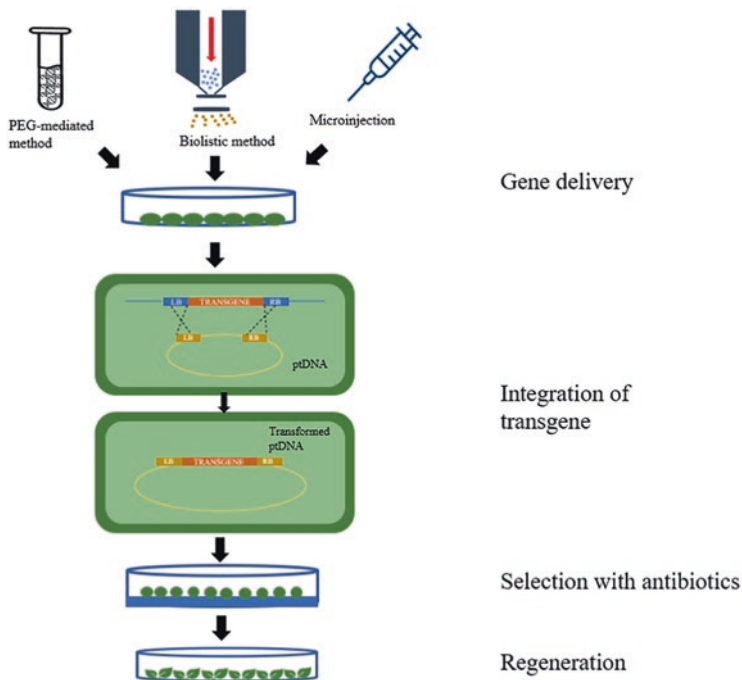 PEG-mediated
method
Biolistic method
Microinjection
Gene delivery
LB TRANSGENE RB
LB RB
ptDNA
Integration of
transgene
Transformed
ptDNA
LB TRANSGENE RB
Selection with antibiotics
Regeneration